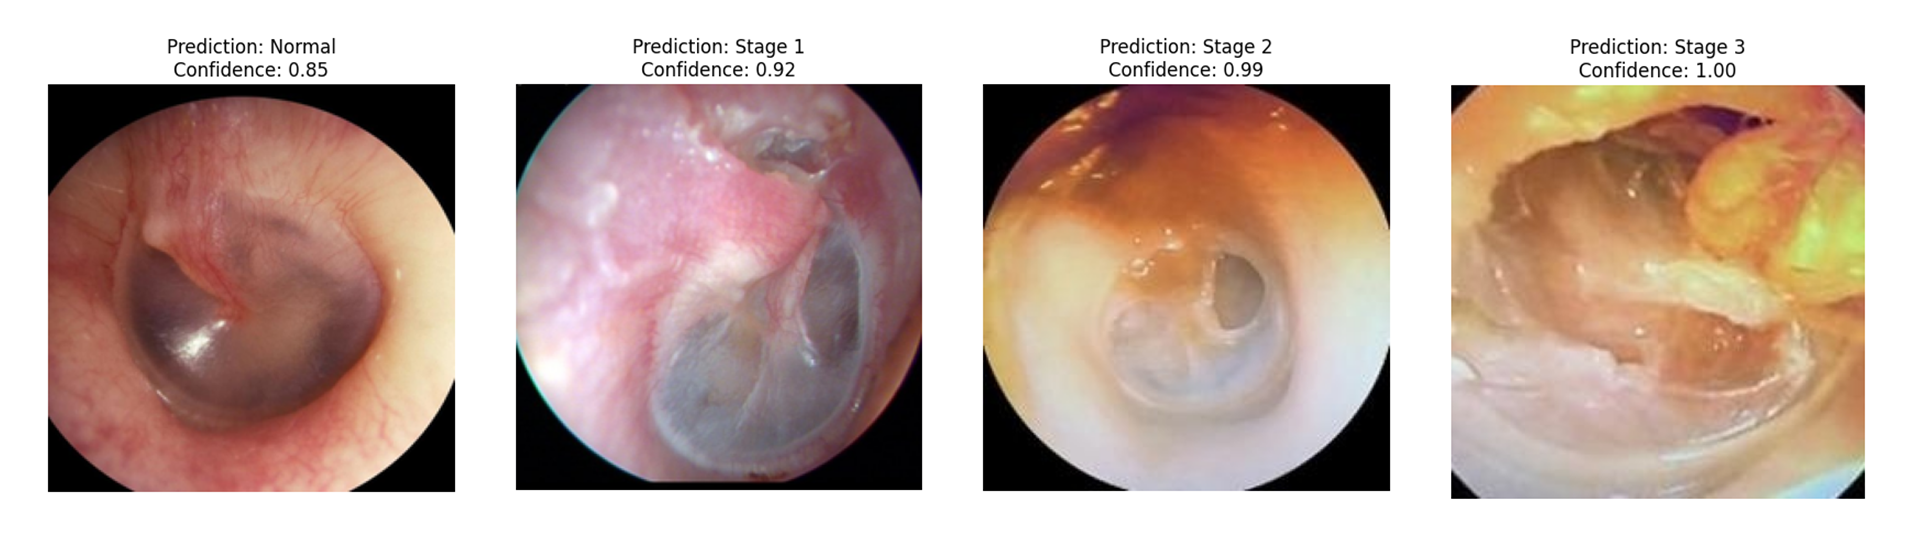 Prediction: Normal
Confidence: 0.85
Prediction: Stage 1
Confidence: 0.92
Prediction: Stage 2
Confidence: 0.99
Prediction: Stage 3
Confidence: 1.00